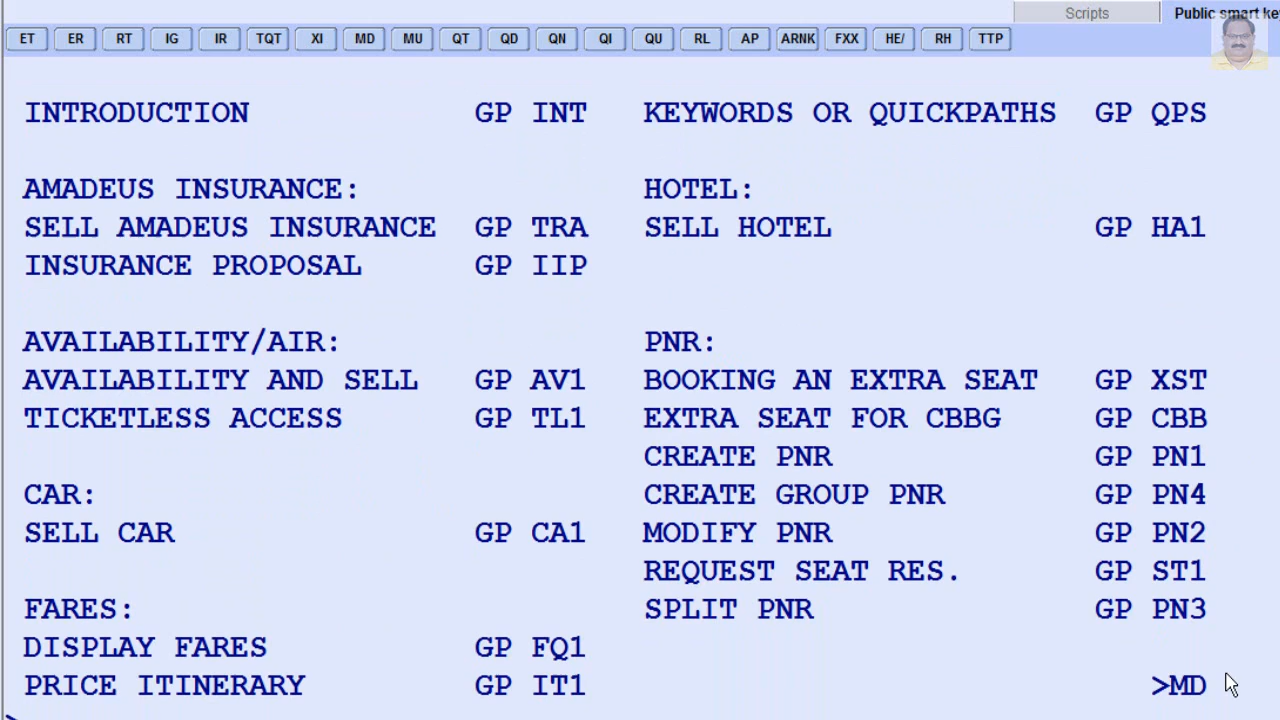 Scripts Public smart ke
ET ER RT IG IR TQT XI MD MU QT QD QN QI QU RL AP ARNK FXX HE/ RH TTP
INTRODUCTION GP INT KEYWORDS OR QUICKPATHS GP QPS
AMADEUS INSURANCE: HOTEL:
SELL AMADEUS INSURANCE GP TRA SELL HOTEL GP HA1
INSURANCE PROPOSAL GP IIP
AVAILABILITY/AIR: PNR:
AVAILABILITY AND SELL GP AV1 BOOKING AN EXTRA SEAT GP XST
TICKETLESS ACCESS GP TL1 EXTRA SEAT FOR CBBG GP CBB
CREATE PNR GP PN1
CAR: CREATE GROUP PNR GP PN4
SELL CAR GP CA1 MODIFY PNR GP PN2
REQUEST SEAT RES. GP ST1
FARES: SPLIT PNR GP PN3
DISPLAY FARES GP FQ1
PRICE ITINERARY GP IT1 >MD